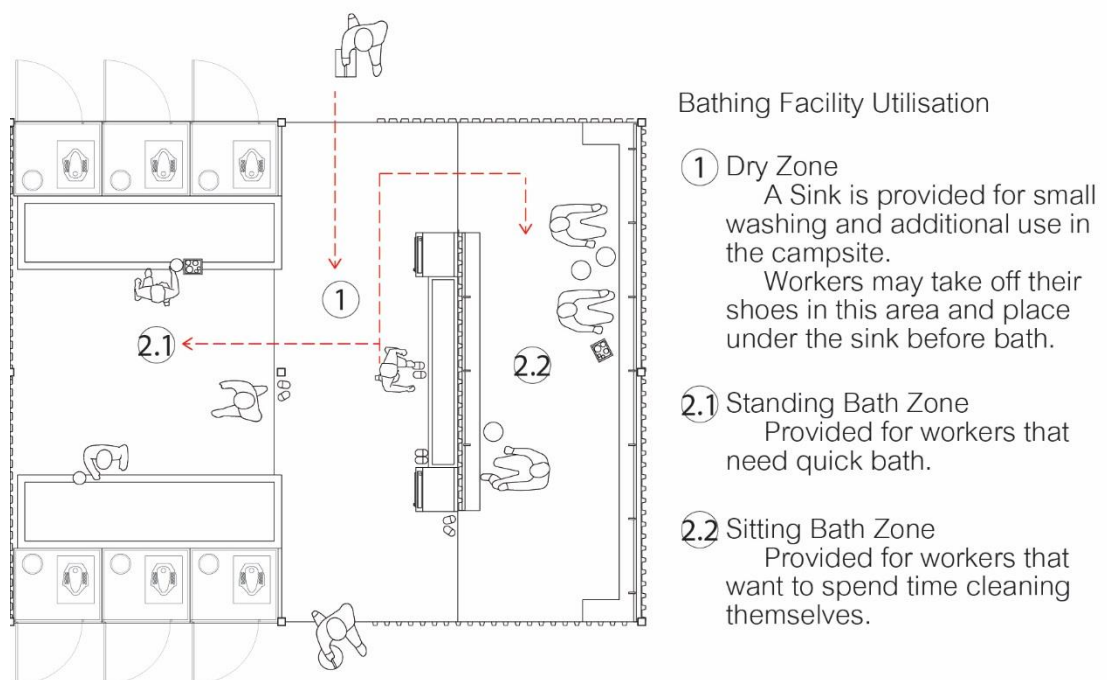 Bathing Facility Utilisation
1 Dry Zone
A Sink is provided for small
washing and additional use in
the campsite.
Workers may take off their
shoes in this area and place
under the sink before bath.
2.1 Standing Bath Zone
Provided for workers that
need quick bath.
2.2 Sitting Bath Zone
Provided for workers that
want to spend time cleaning
themselves.
1
2.1
2.2